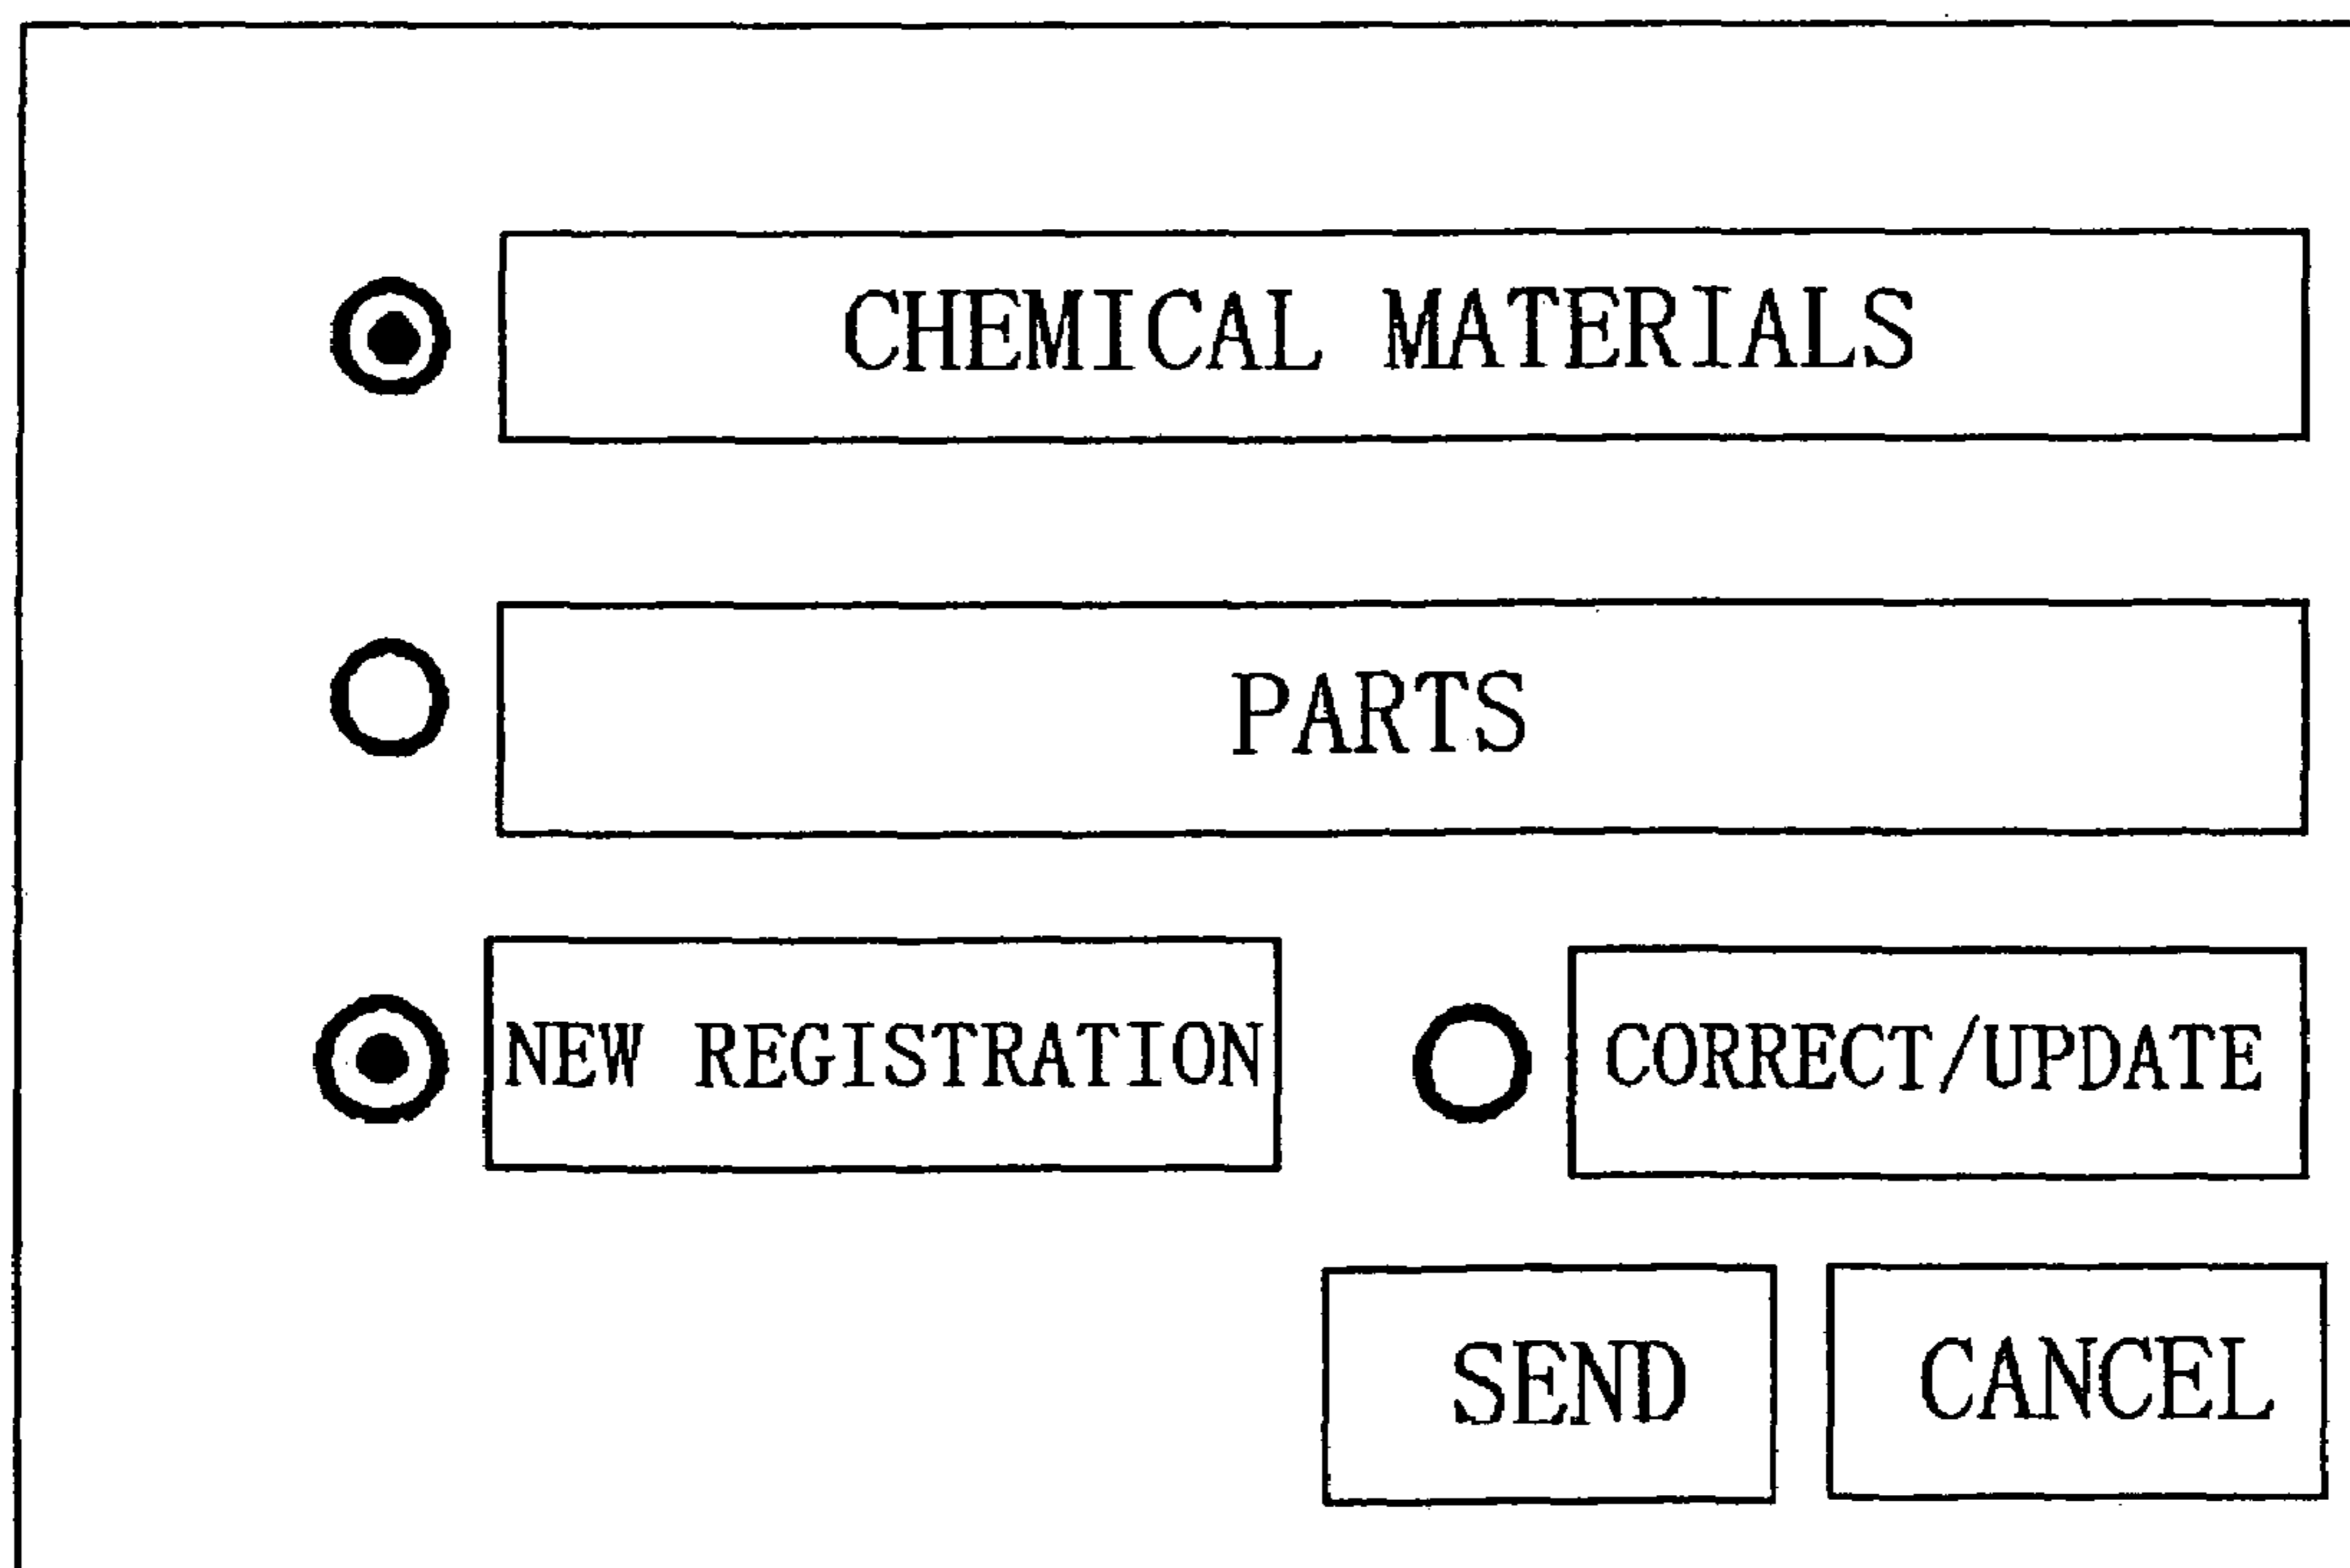 CHEMICAL MATERIALS
PARTS
NEW REGISTRATION CORRECT/UPDATE
SEND CANCEL